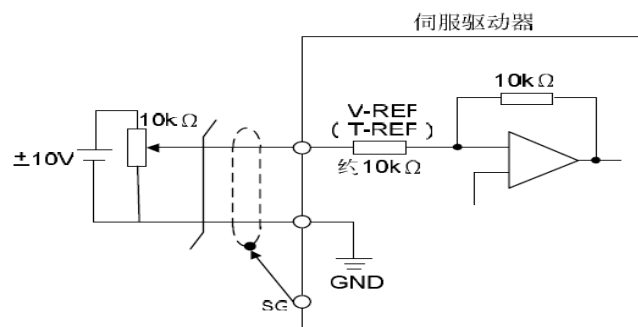 伺服驱动器
10kΩ
10kΩ
V-REF
( T-REF )
±10V
约10kΩ
GND
SG